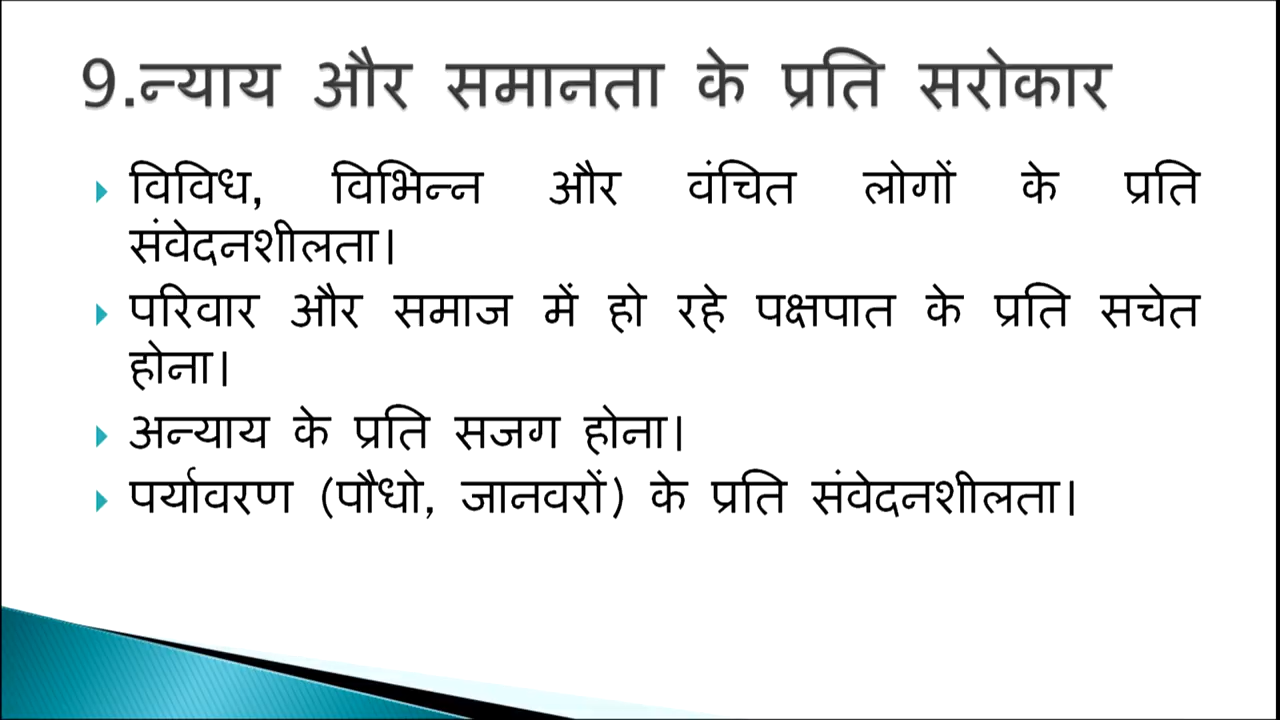 9.न्याय और समानता के प्रति सरोकार
विविध, विभिन्न और वंचित लोगों के प्रति
संवेदनशीलता।
परिवार और समाज में हो रहे पक्षपात के प्रति सचेत
होना।
अन्याय के प्रति सजग होना।
पर्यावरण (पौधो, जानवरों) के प्रति संवेदनशीलता।